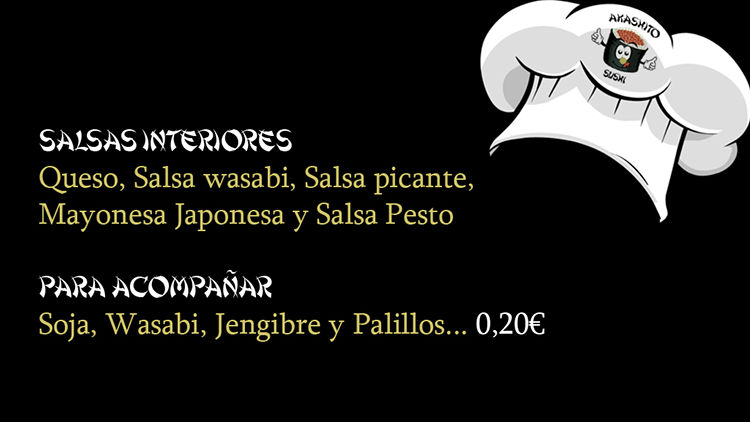 AKASHITO
SUSHI
SALSAS INTERIORES
Queso, Salsa wasabi, Salsa picante,
Mayonesa Japonesa y Salsa Pesto
PARA ACOMPAÑAR
Soja, Wasabi, Jengibre y Palillos... 0,20€